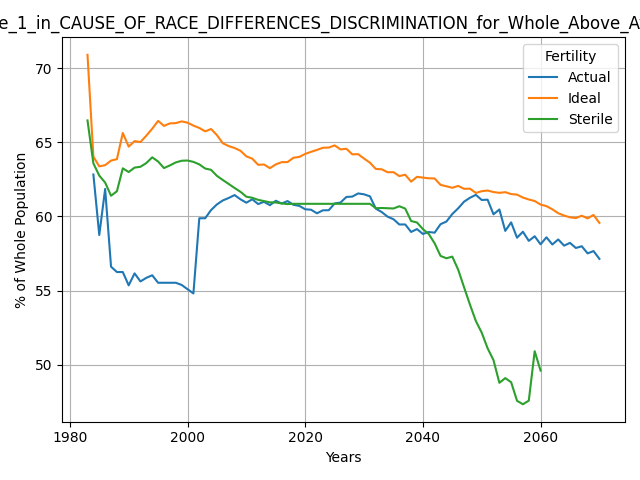 e_1_in_CAUSE_OF_RACE_DIFFERENCES_DISCRIMINATION_for_Whole_Above_A
Fertility
Actual
Ideal
Sterile
% of Whole Population
70
65
60
55
50
1980
2000
2020
2040
2060
Years